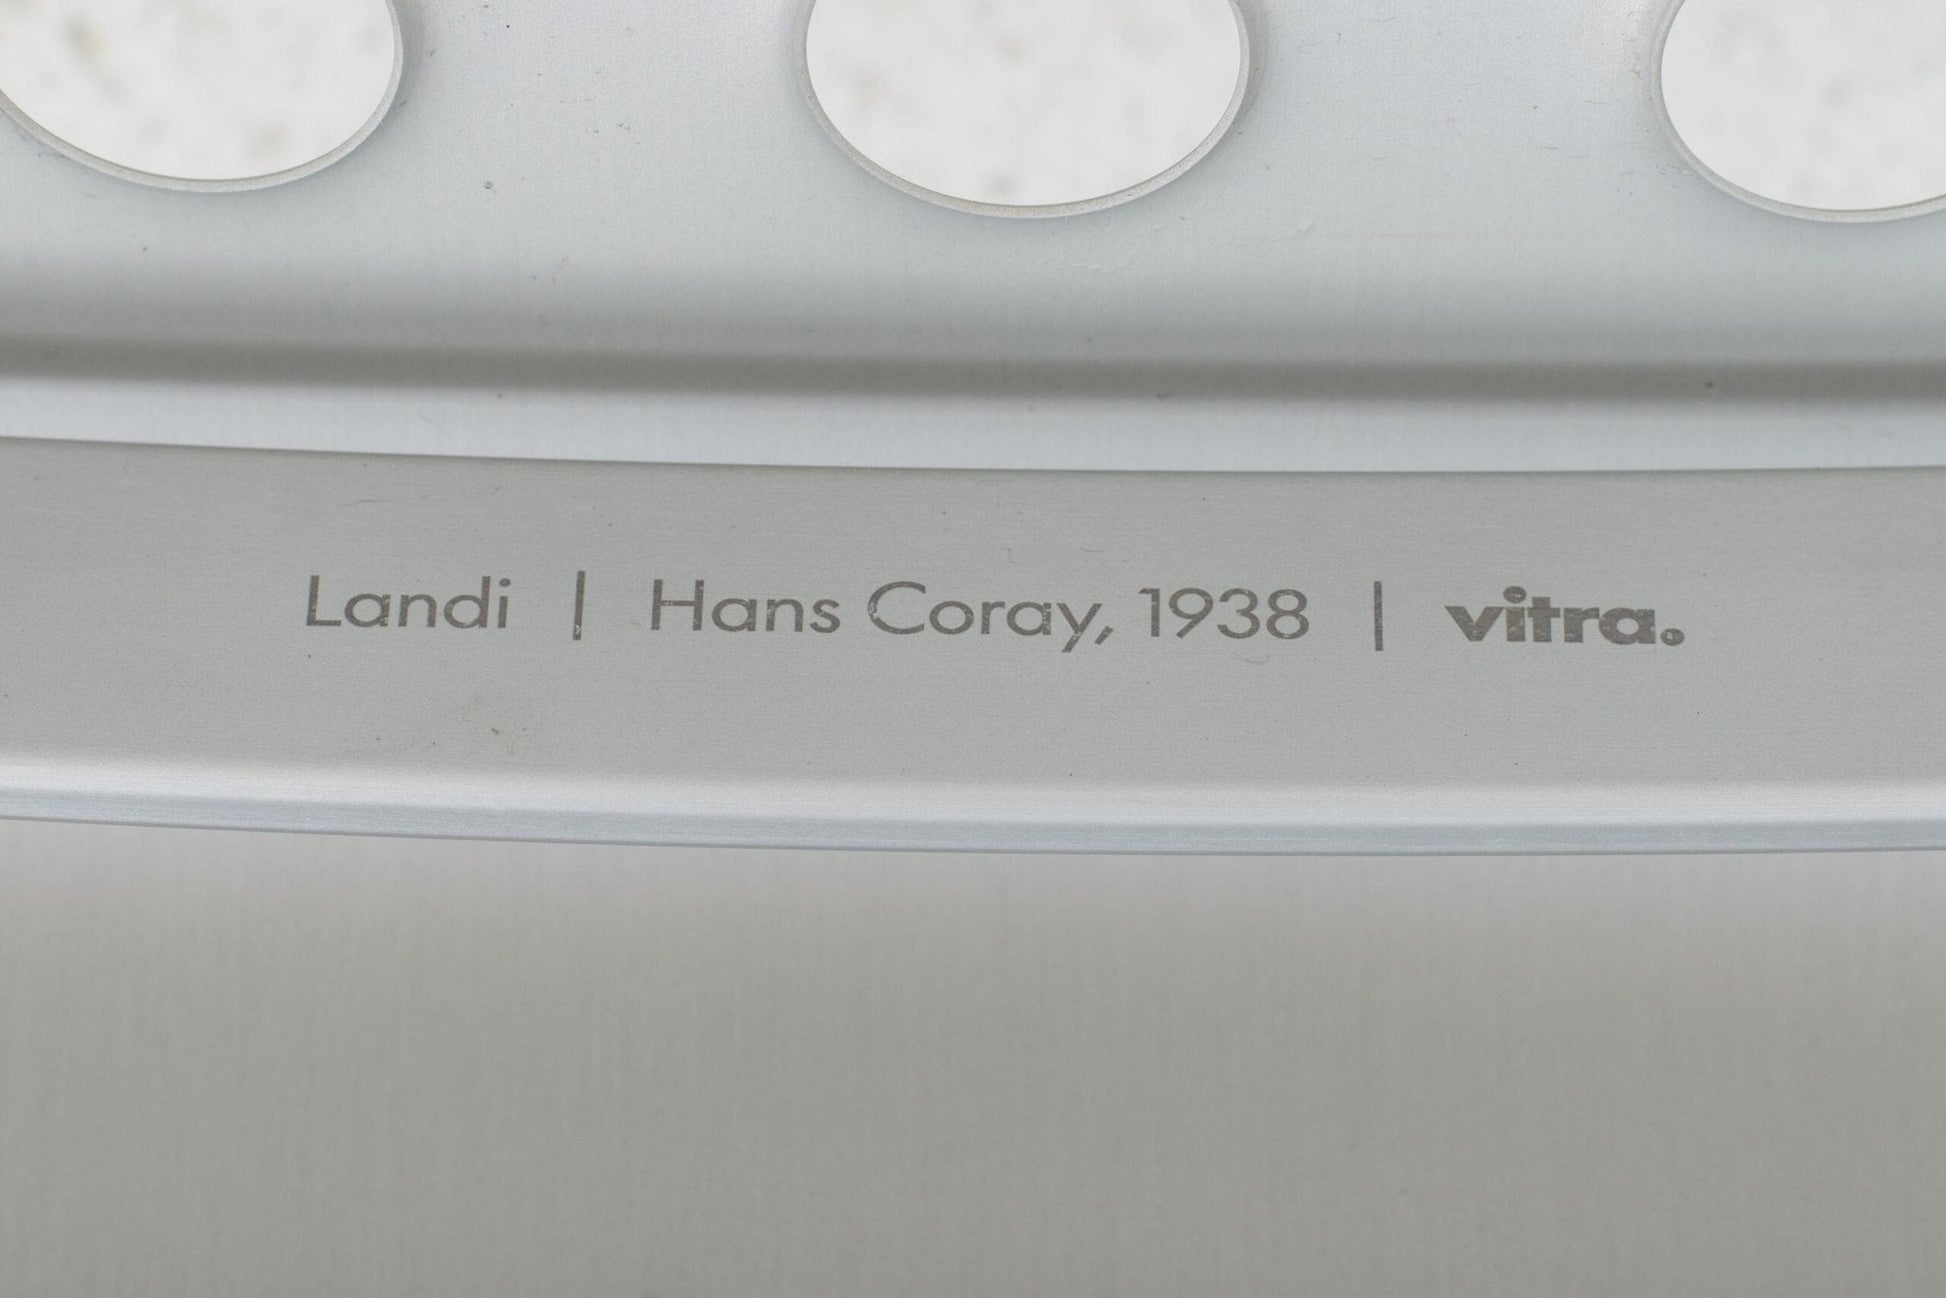 Landi | Hans Coray, 1938 | vitra.